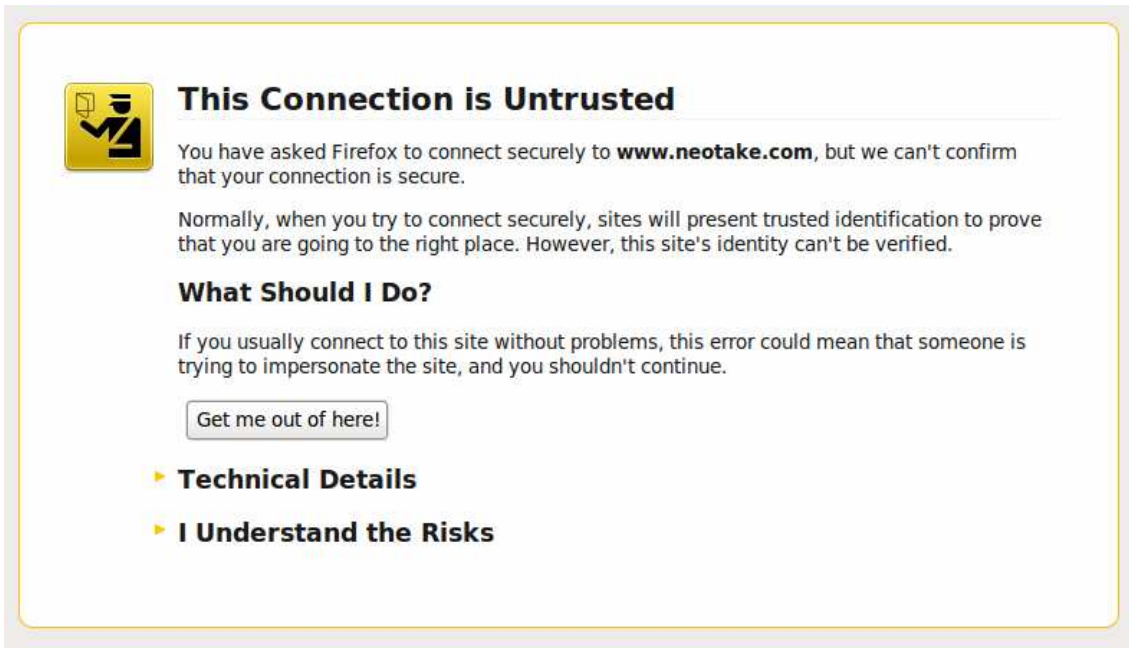 This Connection is Untrusted
You have asked Firefox to connect securely to www.neotake.com, but we can't confirm
that your connection is secure.
Normally, when you try to connect securely, sites will present trusted identification to prove
that you are going to the right place. However, this site's identity can't be verified.
What Should I Do?
If you usually connect to this site without problems, this error could mean that someone is
trying to impersonate the site, and you shouldn't continue.
Get me out of here!
Technical Details
I Understand the Risks